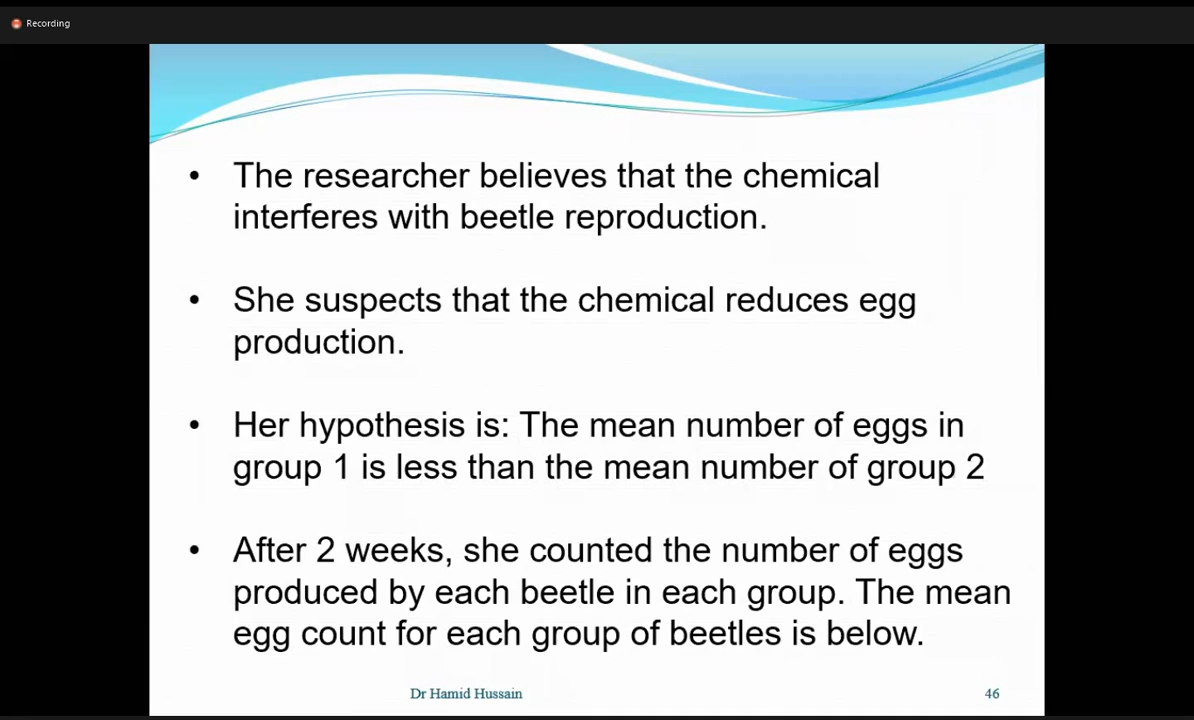 Recording
• The researcher believes that the chemical
interferes with beetle reproduction.
• She suspects that the chemical reduces egg
production.
• Her hypothesis is: The mean number of eggs in
group 1 is less than the mean number of group 2
• After 2 weeks, she counted the number of eggs
produced by each beetle in each group. The mean
egg count for each group of beetles is below.
Dr Hamid Hussain
46